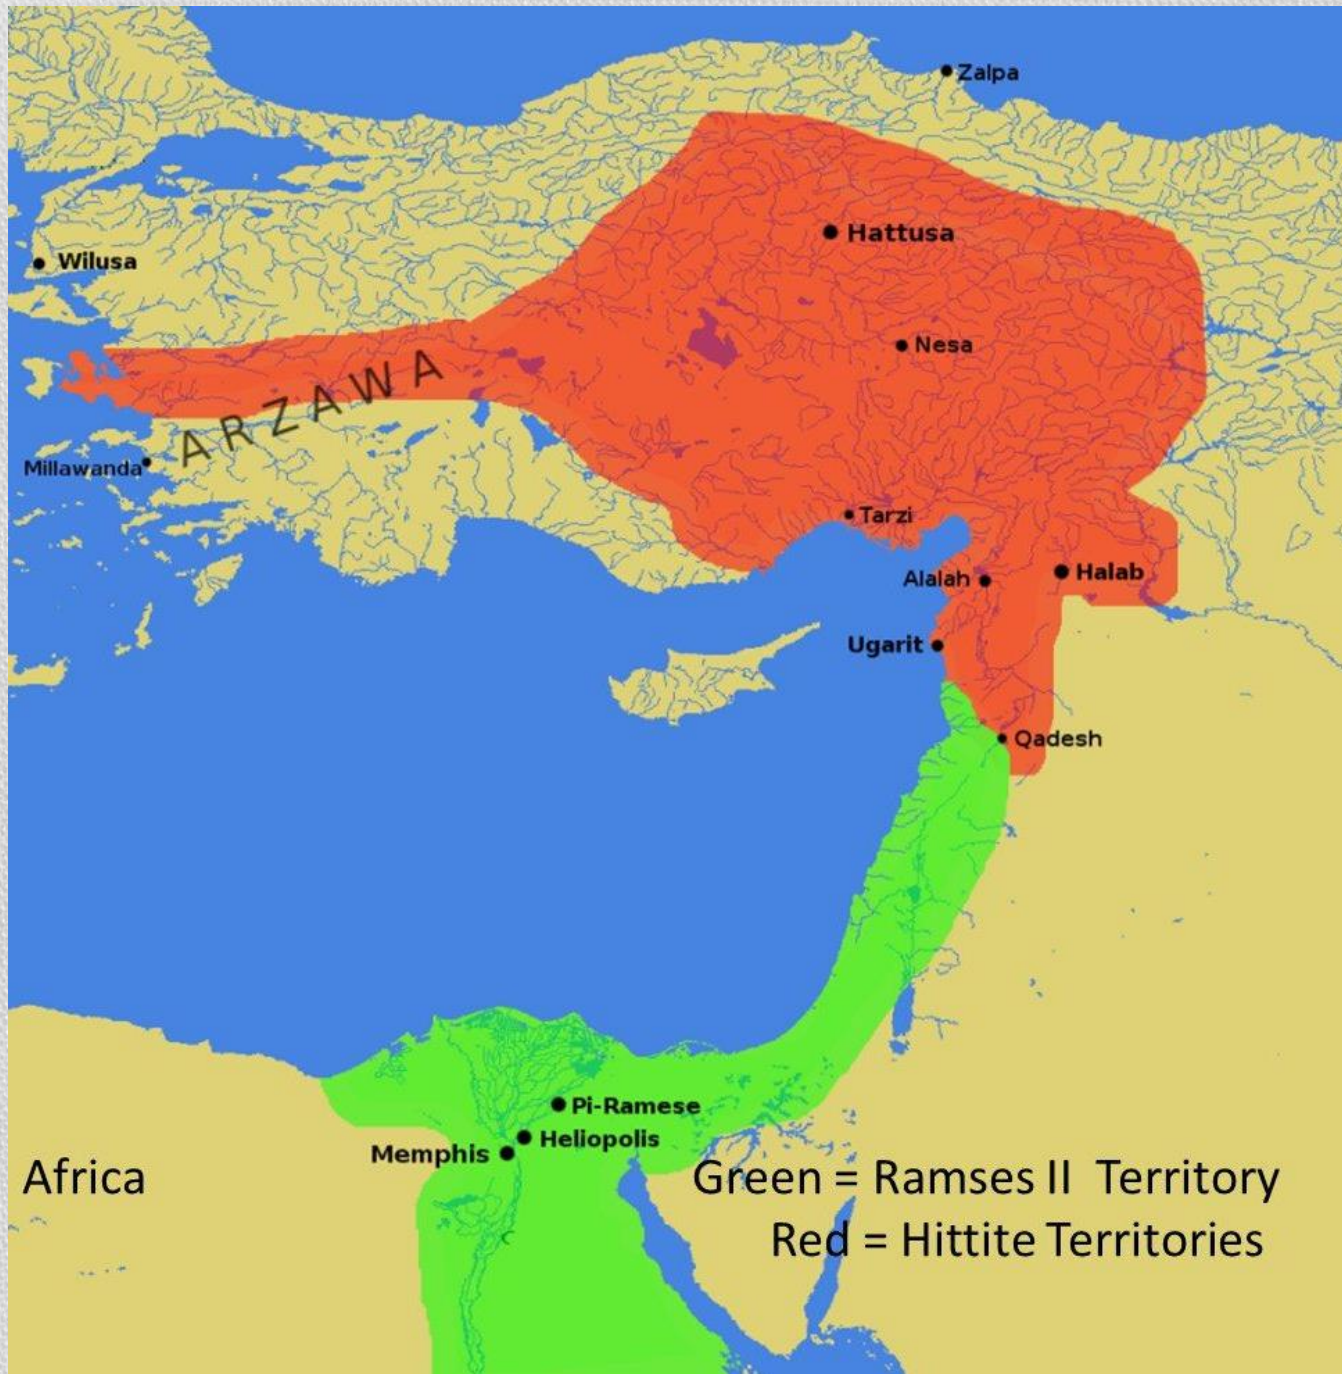 Zalpa
Hattusa
Wilusa
Nesa
ARZAWA
Millawanda
Tarzi
Alalah
Halab
Ugarit
Qadesh
Pi-Ramese
Heliopolis
Memphis
Africa
Green = Ramses II Territory
Red = Hittite Territories